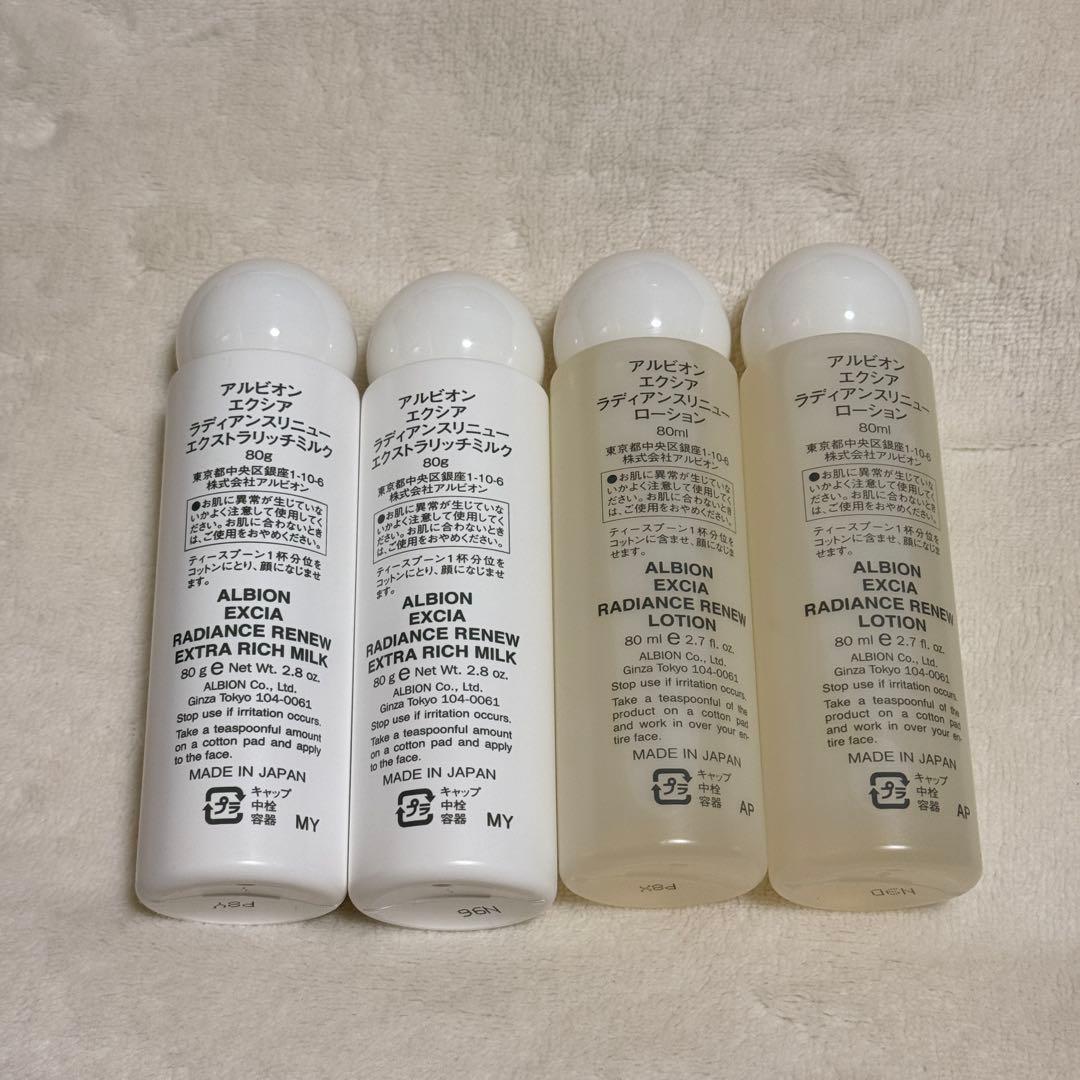 アルビオン
エクシア
ラディアンスリニュー
エクストラリッチミルク
80g
東京都中央区銀座1-10-6
株式会社アルビオン
●お肌に異常が生じていな
いかよく注意して使用してく
ださい。お肌に合わないとき
は、ご使用をおやめください。
ティースプーン1杯分位を
コットンにとり、顔になじませ
ます。
ALBION
EXCIA
RADIANCE RENEW
EXTRA RICH MILK
80 g e Net Wt. 2.8 oz.
ALBION Co., Ltd.
Ginza Tokyo 104-0061
Stop use if irritation occurs.
Take a teaspoonful amount
on a cotton pad and apply
to the face.
MADE IN JAPAN
プラ
キャップ
中栓
容器
MY
P8Y
アルビオン
エクシア
ラディアンスリニュー
エクストラリッチミルク
80g
東京都中央区銀座1-10-6
株式会社アルビオン
●お肌に異常が生じていな
いかよく注意して使用してく
ださい。お肌に合わないとき
は、ご使用をおやめください。
ティースプーン1杯分位を
コットンにとり、顔になじませ
ます。
ALBION
EXCIA
RADIANCE RENEW
EXTRA RICH MILK
80 g e Net Wt. 2.8 oz.
ALBION Co., Ltd.
Ginza Tokyo 104-0061
Stop use if irritation occurs.
Take a teaspoonful amount
on a cotton pad and apply
to the face.
MADE IN JAPAN
プラ
キャップ
中栓
容器
MY
N96
アルビオン
エクシア
ラディアンスリニュー
ローション
80ml
東京都中央区銀座1-10-6
株式会社アルビオン
●お肌に異常が生じていな
いかよく注意して使用してく
ださい。お肌に合わないとき
は、ご使用をおやめください。
ティースプーン1杯分位を
コットンに含ませ、顔になじま
せます。
ALBION
EXCIA
RADIANCE RENEW
LOTION
80 ml e 2.7 fl. oz.
ALBION Co., Ltd.
Ginza Tokyo 104-0061
Stop use if irritation occurs.
Take a teaspoonful of the
product on a cotton pad
and work in over your en-
tire face.
MADE IN JAPAN
プラ
キャップ
中栓
容器
AP
P8X
アルビオン
エクシア
ラディアンスリニュー
ローション
80ml
東京都中央区銀座1-10-6
株式会社アルビオン
●お肌に異常が生じていな
いかよく注意して使用してく
ださい。お肌に合わないとき
は、ご使用をおやめください。
ティースプーン1杯分位を
コットンに含ませ、顔になじま
せます。
ALBION
EXCIA
RADIANCE RENEW
LOTION
80 ml e 2.7 fl. oz.
ALBION Co., Ltd.
Ginza Tokyo 104-0061
Stop use if irritation occurs.
Take a teaspoonful of the
product on a cotton pad
and work in over your en-
tire face.
MADE IN JAPAN
プラ
キャップ
中栓
容器
AP